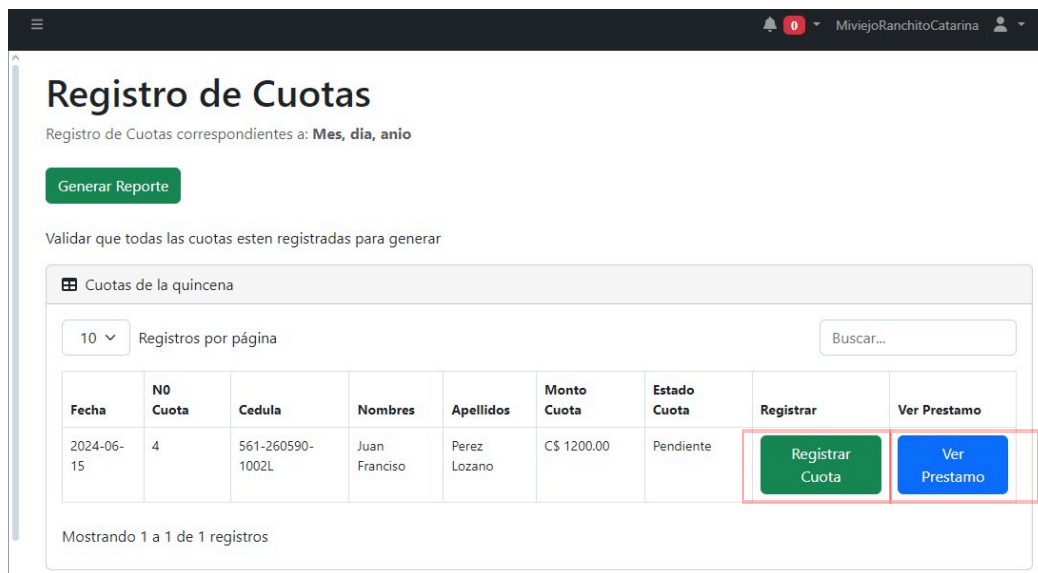 0 MiviejoRanchitoCatarina
Registro de Cuotas
Registro de Cuotas correspondientes a: Mes, dia, anio
Generar Reporte
Validar que todas las cuotas esten registradas para generar
Cuotas de la quincena
10 Registros por página Buscar...
Fecha N0 Cuota Cedula Nombres Apellidos Monto Cuota Estado Cuota Registrar Ver Prestamo
2024-06-15 4 561-260590-1002L Juan Franciso Perez Lozano C$ 1200.00 Pendiente Registrar Cuota Ver Prestamo
Mostrando 1 a 1 de 1 registros